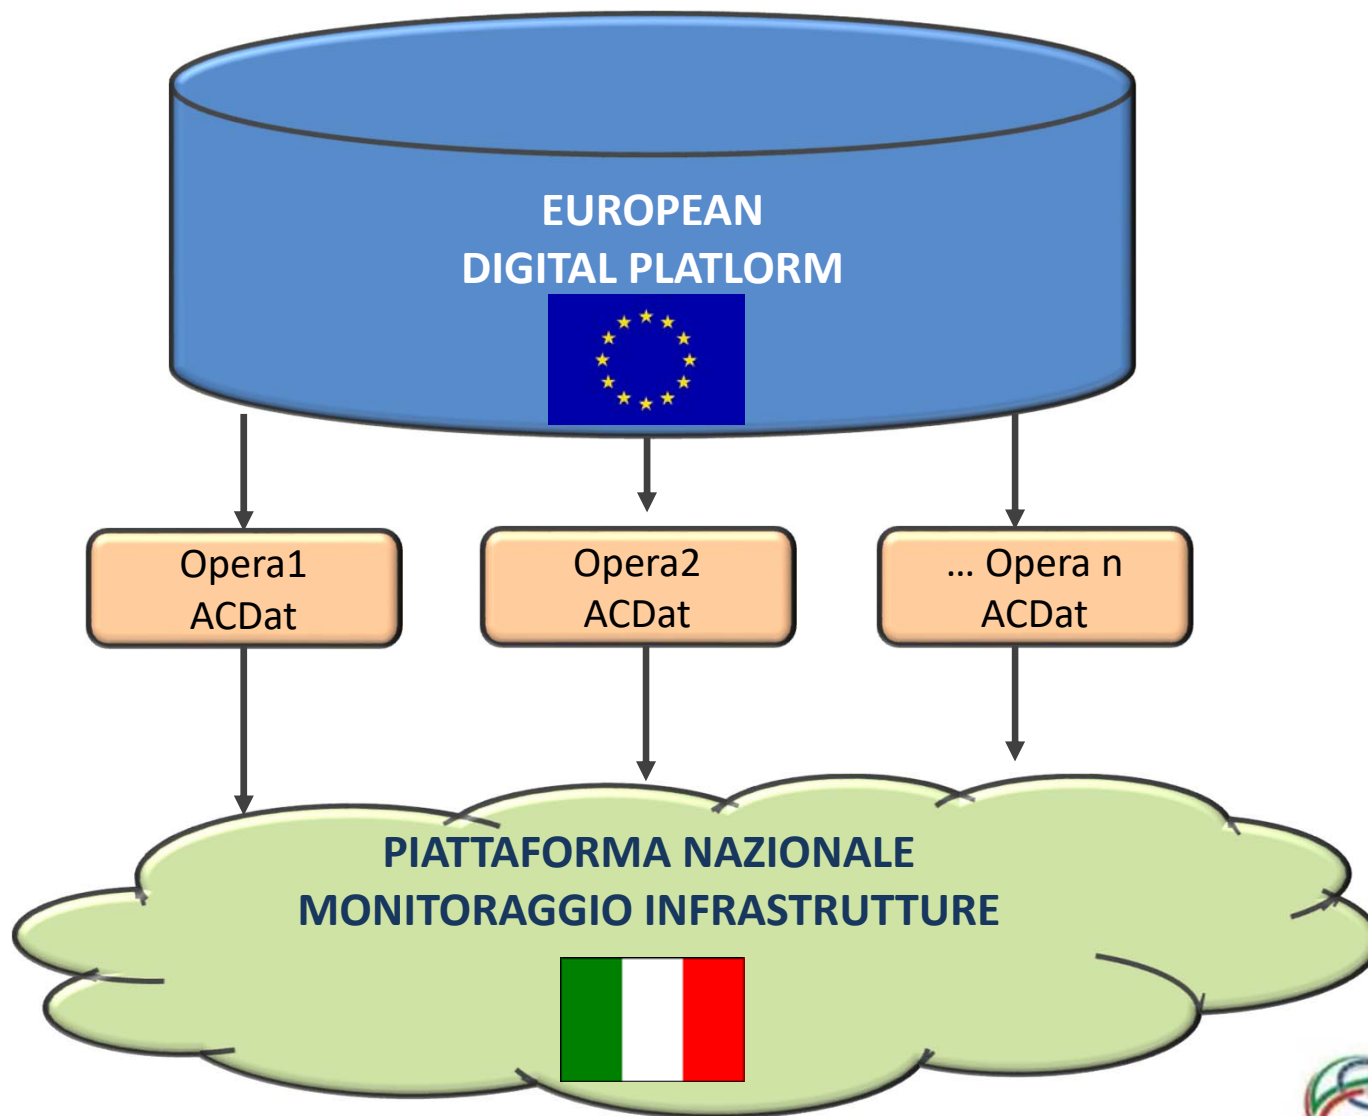 EUROPEAN
DIGITAL PLATLORM
Opera1
ACDat
Opera2
ACDat
... Opera n
ACDat
PIATTAFORMA NAZIONALE
MONITORAGGIO INFRASTRUTTURE